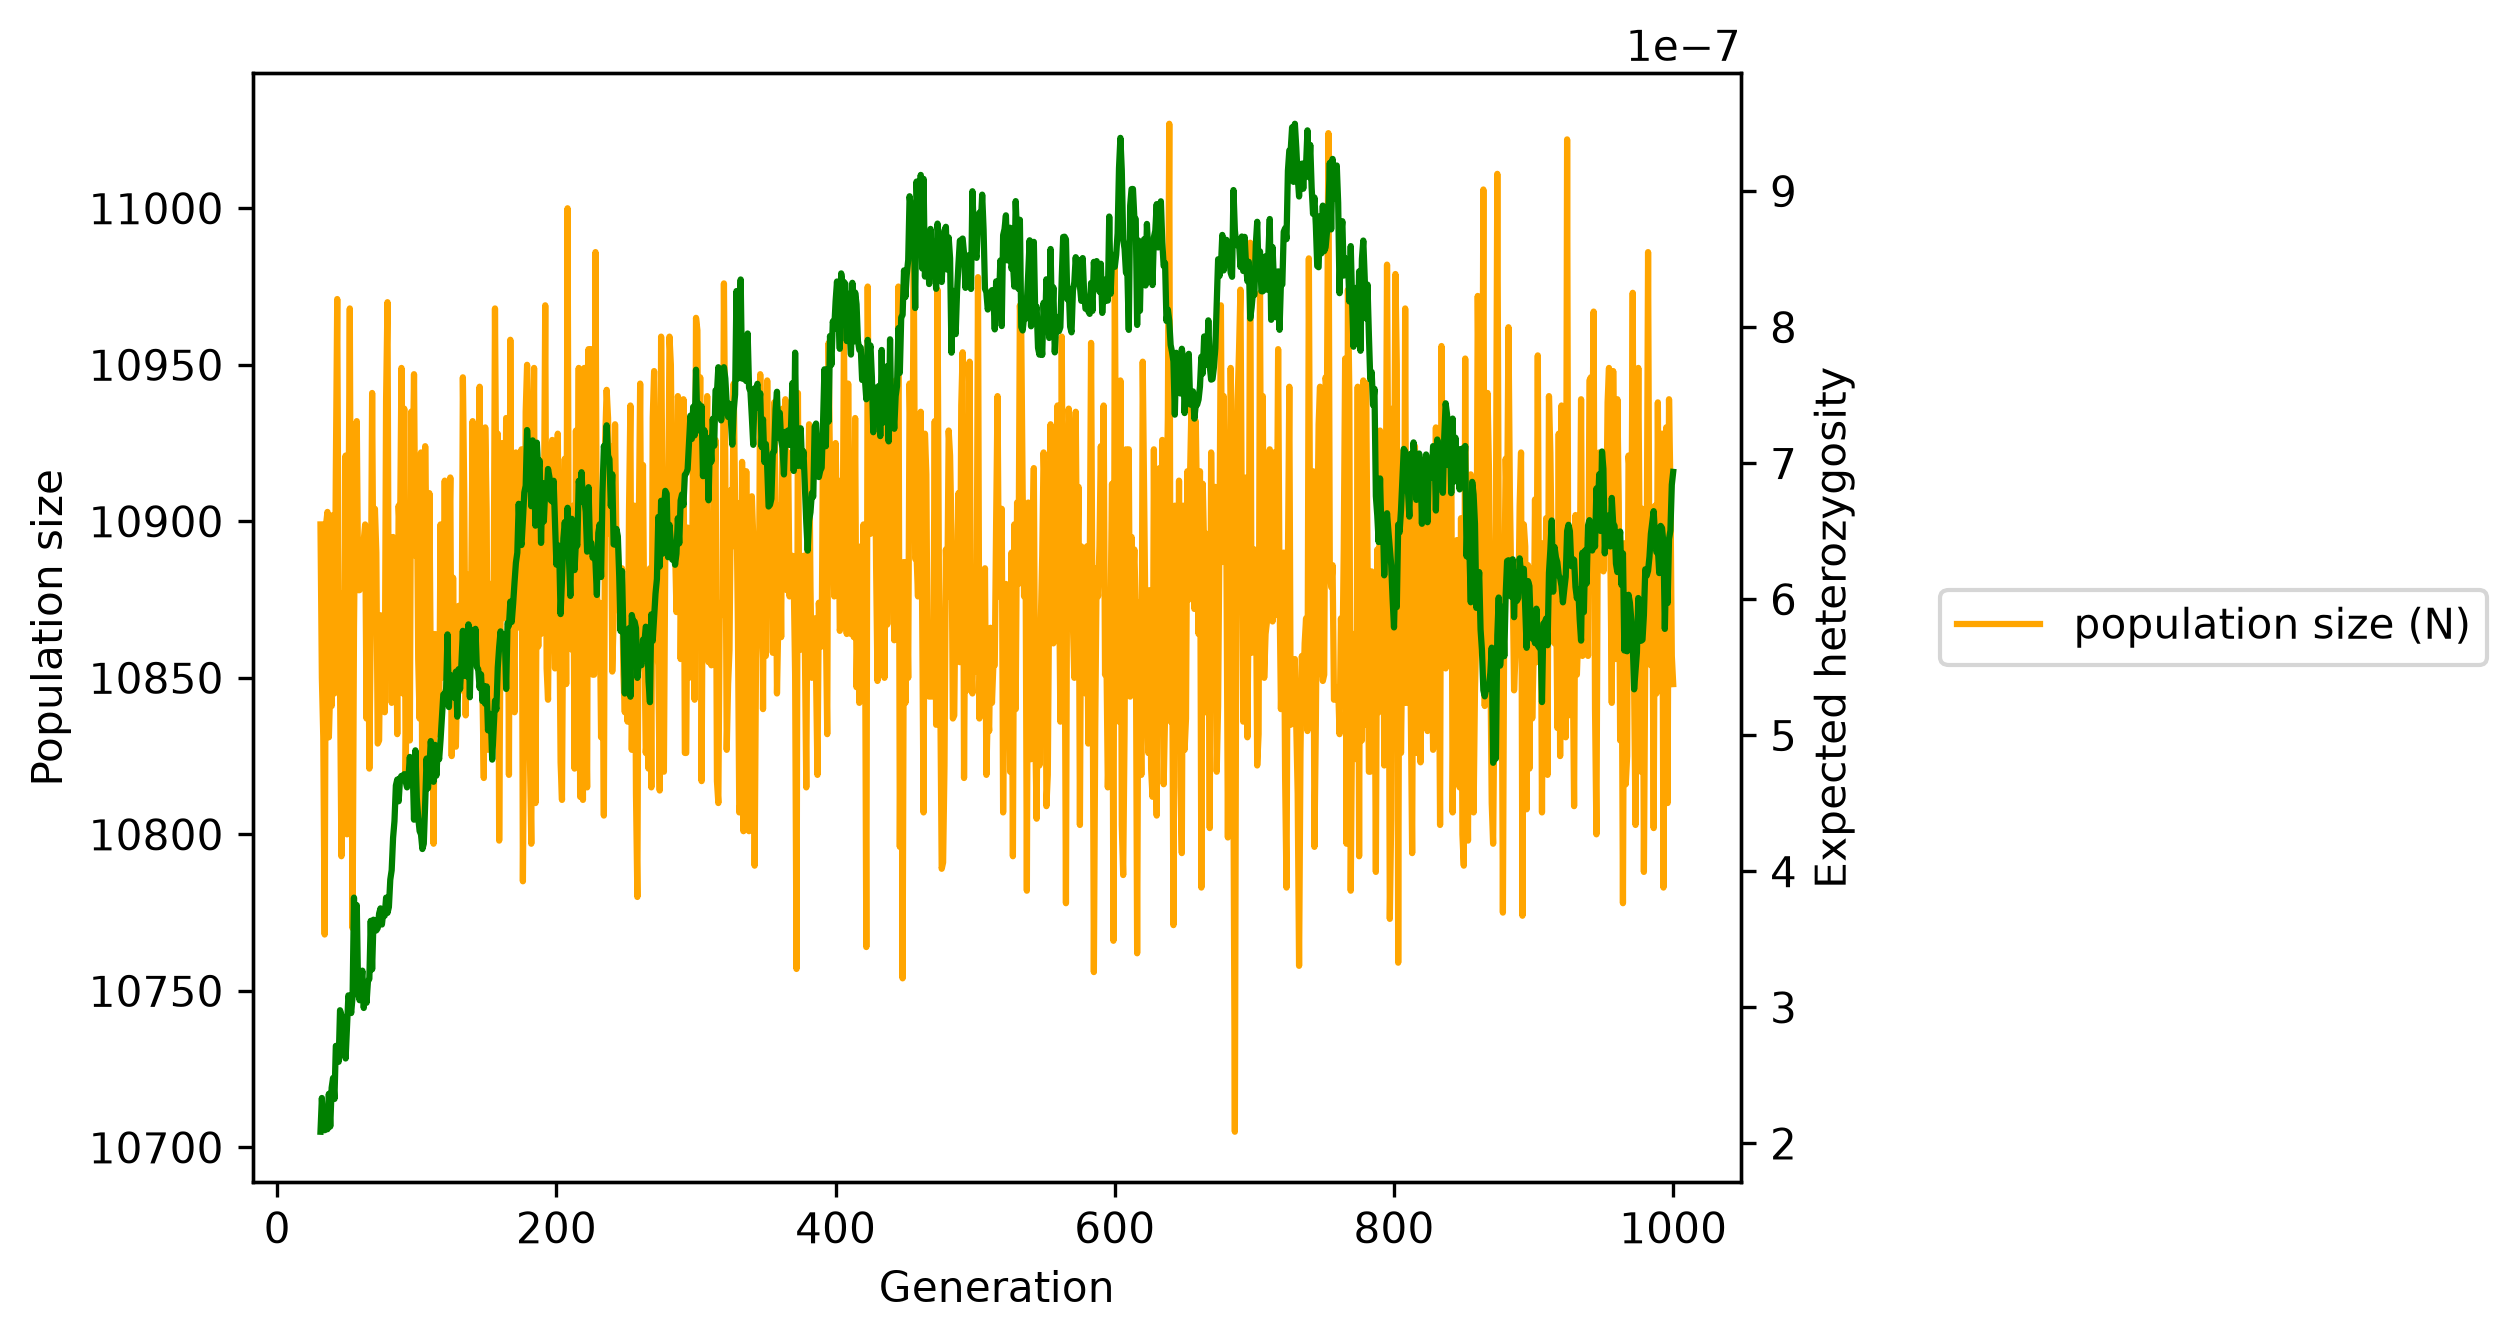 1e−7
11000
10950
10900
10850
10800
10750
10700
Population size
9
8
7
6
5
4
3
2
Expected heterozygosity
population size (N)
0 200 400 600 800 1000
Generation